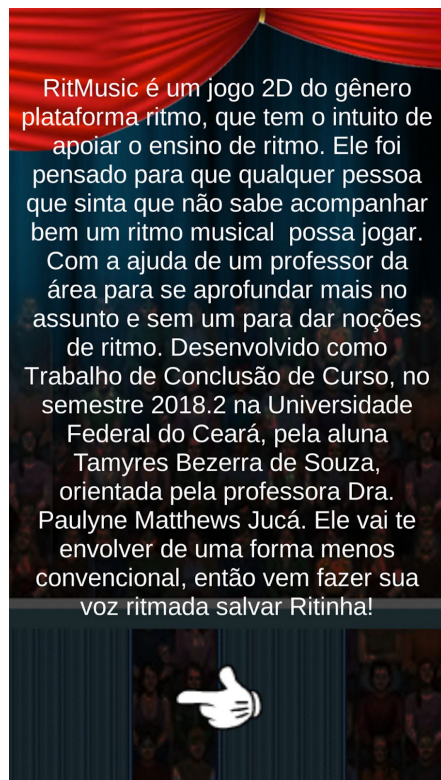 RitMusic é um jogo 2D do gênero
plataforma ritmo, que tem o intuito de
apoiar o ensino de ritmo. Ele foi
pensado para que qualquer pessoa
que sinta que não sabe acompanhar
bem um ritmo musical  possa jogar.
Com a ajuda de um professor da
área para se aprofundar mais no
assunto e sem um para dar noções
de ritmo. Desenvolvido como
Trabalho de Conclusão de Curso, no
semestre 2018.2 na Universidade
Federal do Ceará, pela aluna
Tamyres Bezerra de Souza,
orientada pela professora Dra.
Paulyne Matthews Jucá. Ele vai te
envolver de uma forma menos
convencional, então vem fazer sua
voz ritmada salvar Ritinha!